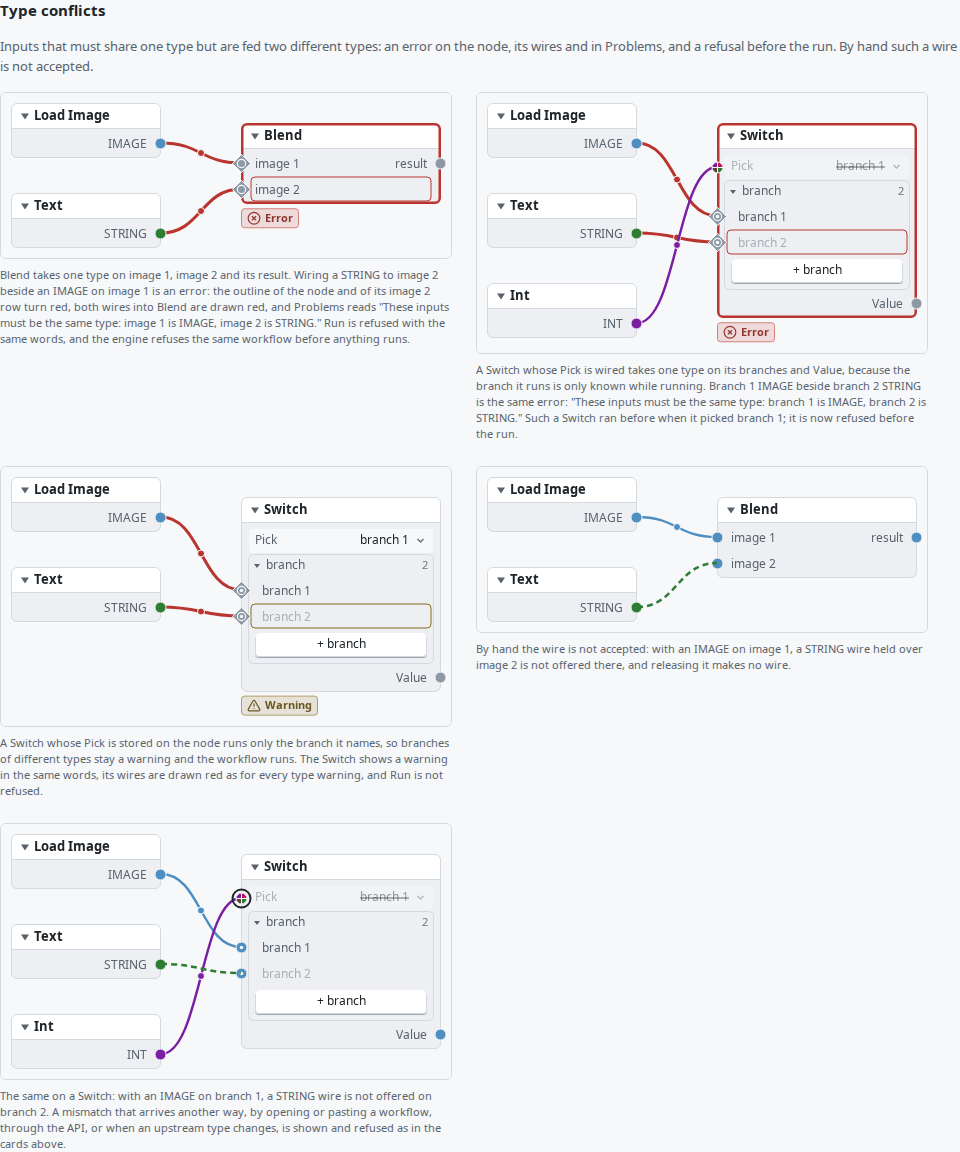 Type conflicts
Inputs that must share one type but are fed two different types: an error on the node, its wires and in Problems, and a refusal before the run. By hand such a wire
is not accepted.
Load Image
IMAGE
Text
STRING
Blend
image 1
result
image 2
Error
Blend takes one type on image 1, image 2 and its result. Wiring a STRING to image 2
beside an IMAGE on image 1 is an error: the outline of the node and of its image 2
row turn red, both wires into Blend are drawn red, and Problems reads "These inputs
must be the same type: image 1 is IMAGE, image 2 is STRING." Run is refused with the
same words, and the engine refuses the same workflow before anything runs.
Load Image
IMAGE
Text
STRING
Int
INT
Switch
Pick
branch 1
branch
2
branch 1
branch 2
+ branch
Value
Error
A Switch whose Pick is wired takes one type on its branches and Value, because the
branch it runs is only known while running. Branch 1 IMAGE beside branch 2 STRING
is the same error: "These inputs must be the same type: branch 1 is IMAGE, branch 2 is
STRING." Such a Switch ran before when it picked branch 1; it is now refused before
the run.
Load Image
IMAGE
Text
STRING
Switch
Pick
branch 1
branch
2
branch 1
branch 2
+ branch
Value
Warning
A Switch whose Pick is stored on the node runs only the branch it names, so branches
of different types stay a warning and the workflow runs. The Switch shows a warning
in the same words, its wires are drawn red as for every type warning, and Run is not
refused.
Load Image
IMAGE
Text
STRING
Blend
image 1
result
image 2
By hand the wire is not accepted: with an IMAGE on image 1, a STRING wire held over
image 2 is not offered there, and releasing it makes no wire.
Load Image
IMAGE
Text
STRING
Int
INT
Switch
Pick
branch 1
branch
2
branch 1
branch 2
+ branch
Value
The same on a Switch: with an IMAGE on branch 1, a STRING wire is not offered on
branch 2. A mismatch that arrives another way, by opening or pasting a workflow,
through the API, or when an upstream type changes, is shown and refused as in the
cards above.